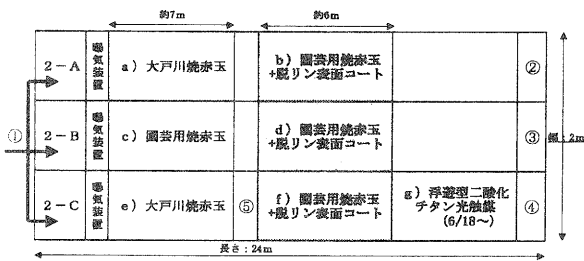 約7m
約6m
2-A
曝気装置
a) 大戸川焼赤玉
b) 園芸用焼赤玉
+脱リン表面コート
②
①
2-B
曝気装置
c) 園芸用焼赤玉
d) 園芸用焼赤玉
+脱リン表面コート
③
幅:2m
2-C
曝気装置
e) 大戸川焼赤玉
⑤
f) 園芸用焼赤玉
+脱リン表面コート
g) 浮遊型二酸化
チタン光触媒
(6/18~)
④
長さ:24m